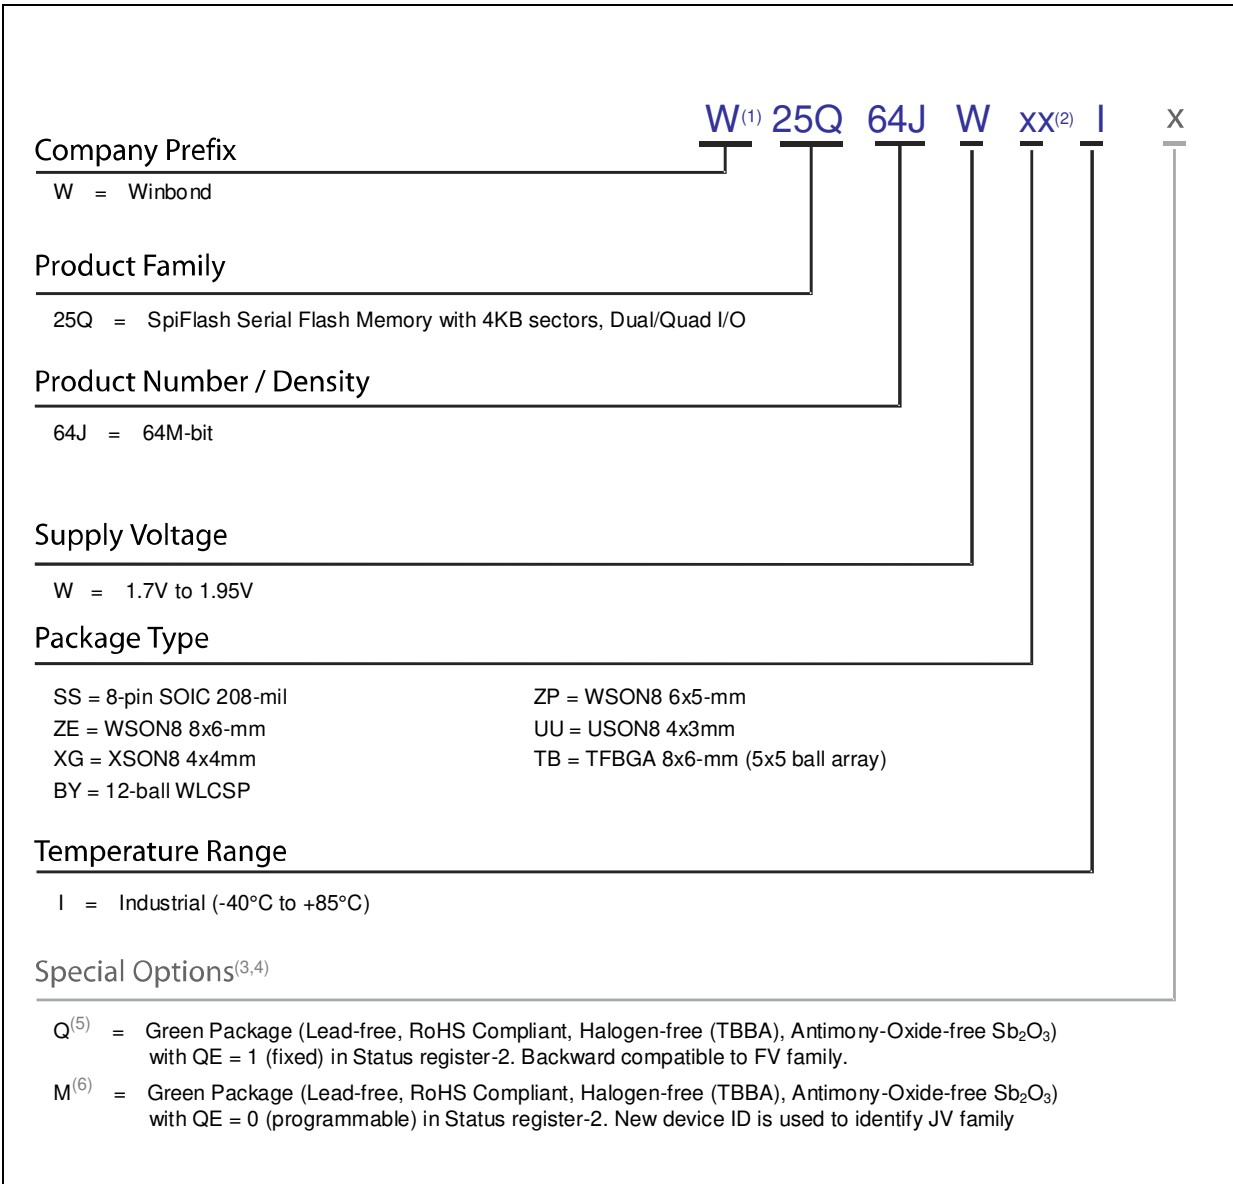 W(1) 25Q 64J W xx(2) I x
Company Prefix
W = Winbond
Product Family
25Q = SpiFlash Serial Flash Memory with 4KB sectors, Dual/Quad I/O
Product Number / Density
64J = 64M-bit
Supply Voltage
W = 1.7V to 1.95V
Package Type
SS = 8-pin SOIC 208-mil ZP = WSON8 6x5-mm
ZE = WSON8 8x6-mm UU = USON8 4x3mm
XG = XSON8 4x4mm TB = TFBGA 8x6-mm (5x5 ball array)
BY = 12-ball WLCSP
Temperature Range
I = Industrial (-40°C to +85°C)
Special Options(3,4)
Q(5) = Green Package (Lead-free, RoHS Compliant, Halogen-free (TBBA), Antimony-Oxide-free Sb₂O₃)
with QE = 1 (fixed) in Status register-2. Backward compatible to FV family.
M(6) = Green Package (Lead-free, RoHS Compliant, Halogen-free (TBBA), Antimony-Oxide-free Sb₂O₃)
with QE = 0 (programmable) in Status register-2. New device ID is used to identify JV family